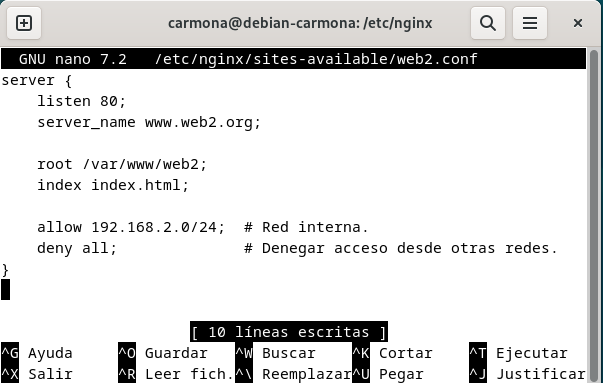 carmona@debian-carmona: /etc/nginx
GNU nano 7.2   /etc/nginx/sites-available/web2.conf
server {
    listen 80;
    server_name www.web2.org;

    root /var/www/web2;
    index index.html;

    allow 192.168.2.0/24;  # Red interna.
    deny all;              # Denegar acceso desde otras redes.
}
[ 10 líneas escritas ]
^G Ayuda     ^O Guardar    ^W Buscar    ^K Cortar    ^T Ejecutar
^X Salir     ^R Leer fich. ^\ Reemplazar^U Pegar     ^J Justificar